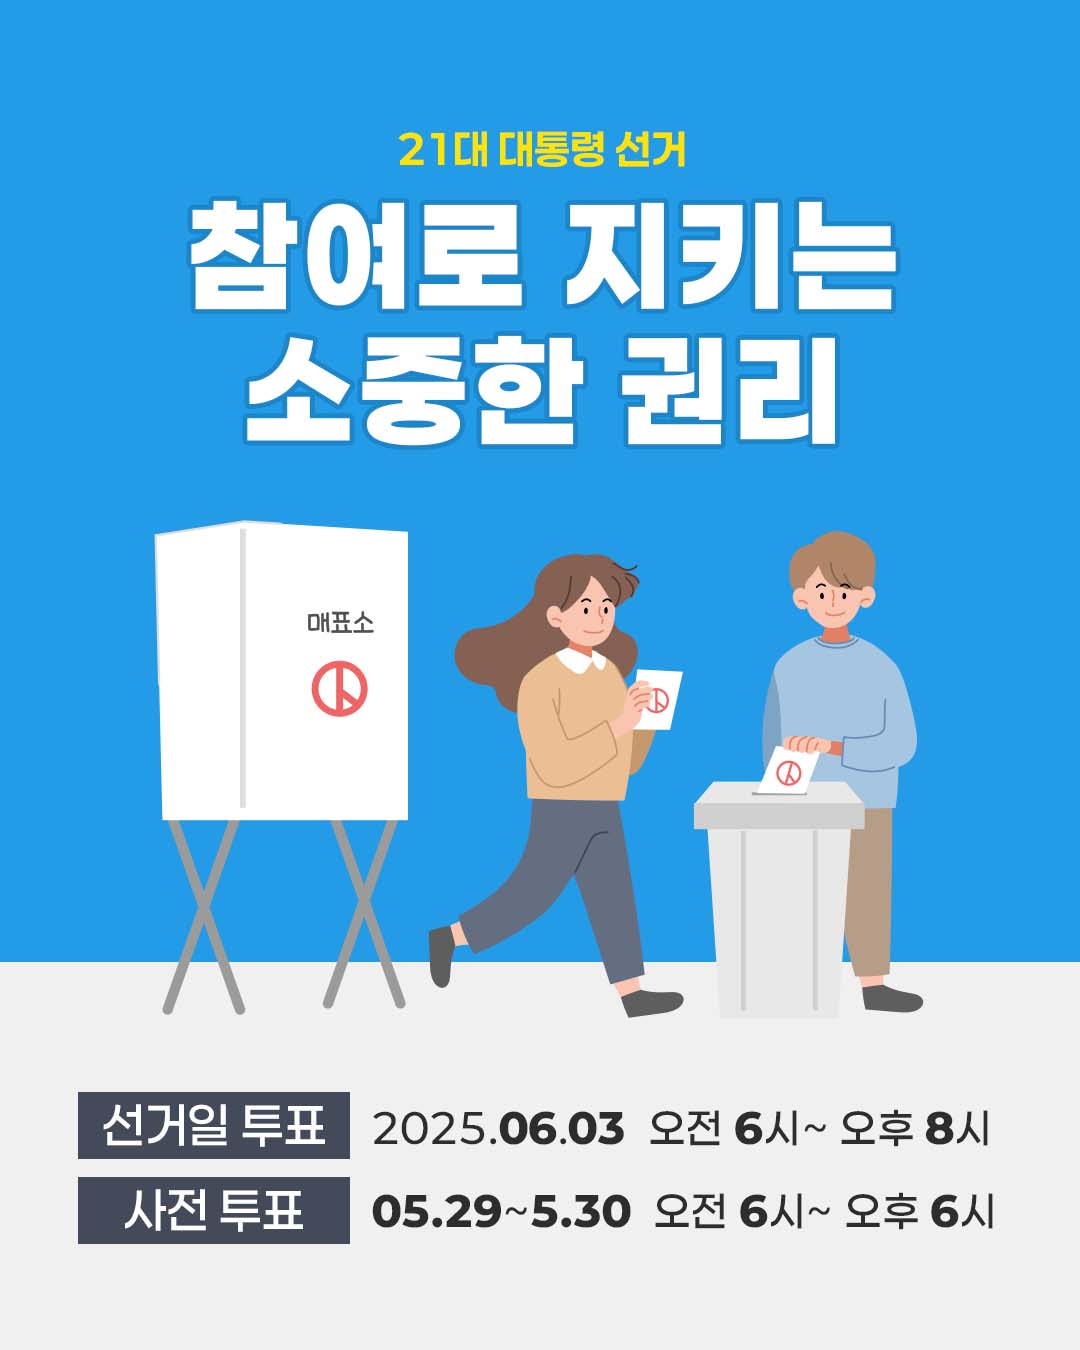 21대 대통령 선거
참여로 지키는
소중한 권리
매표소
선거일 투표 2025.06.03 오전 6시~ 오후 8시
사전 투표 05.29~5.30 오전 6시~ 오후 6시